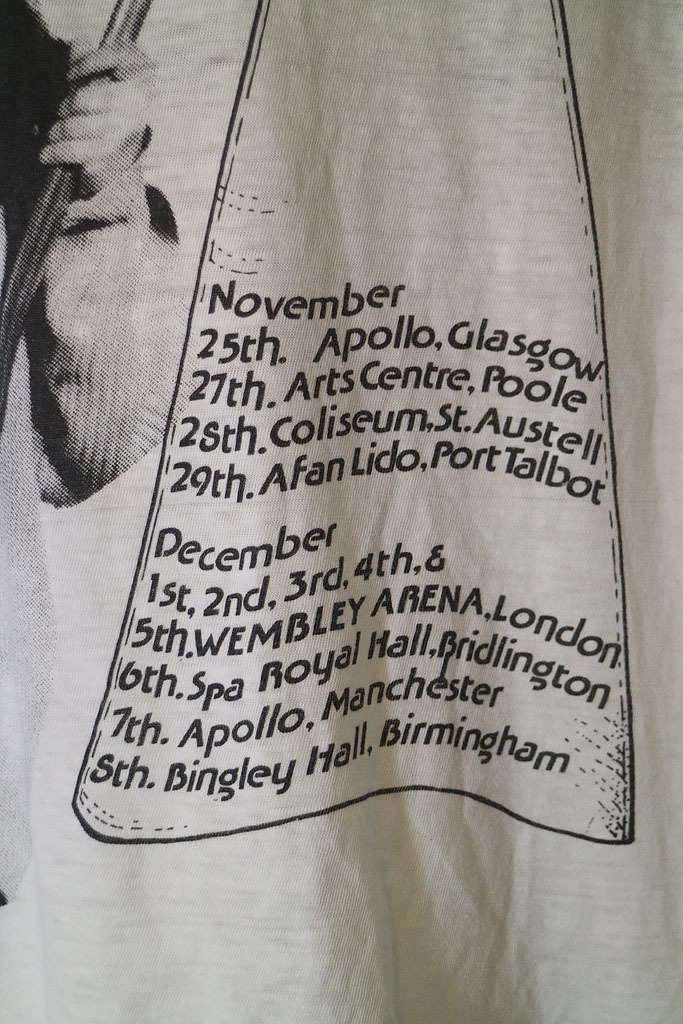 November
25th. Apollo, Glasgow
27th. Arts Centre, Poole
28th. Coliseum, St. Austell
29th. Afan Lido, Port Talbot
December
1st, 2nd, 3rd, 4th, &
5th. WEMBLEY ARENA, London
6th. Spa Royal Hall, Bridlington
7th. Apollo, Manchester
8th. Bingley Hall, Birmingham